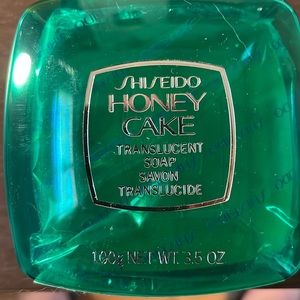 SHISEIDO
HONEY
CAKE
TRANSLUCENT
SOAP
SAVON
TRANSLUCIDE
100g NET WT. 3.5 OZ